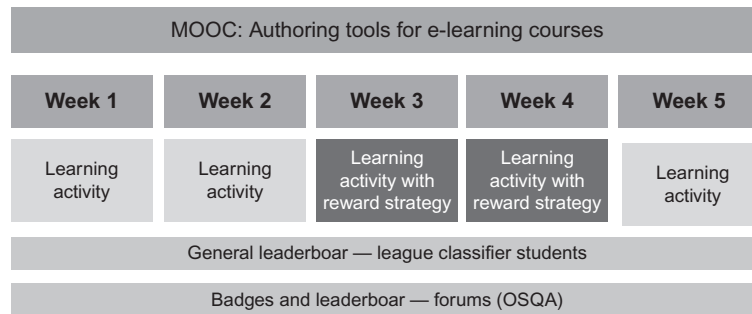 MOOC: Authoring tools for e-learning courses
Week 1
Week 2
Week 3
Week 4
Week 5
Learning
activity
Learning
activity
Learning
activity with
reward strategy
Learning
activity with
reward strategy
Learning
activity
General leaderboar — league classifier students
Badges and leaderboar — forums (OSQA)